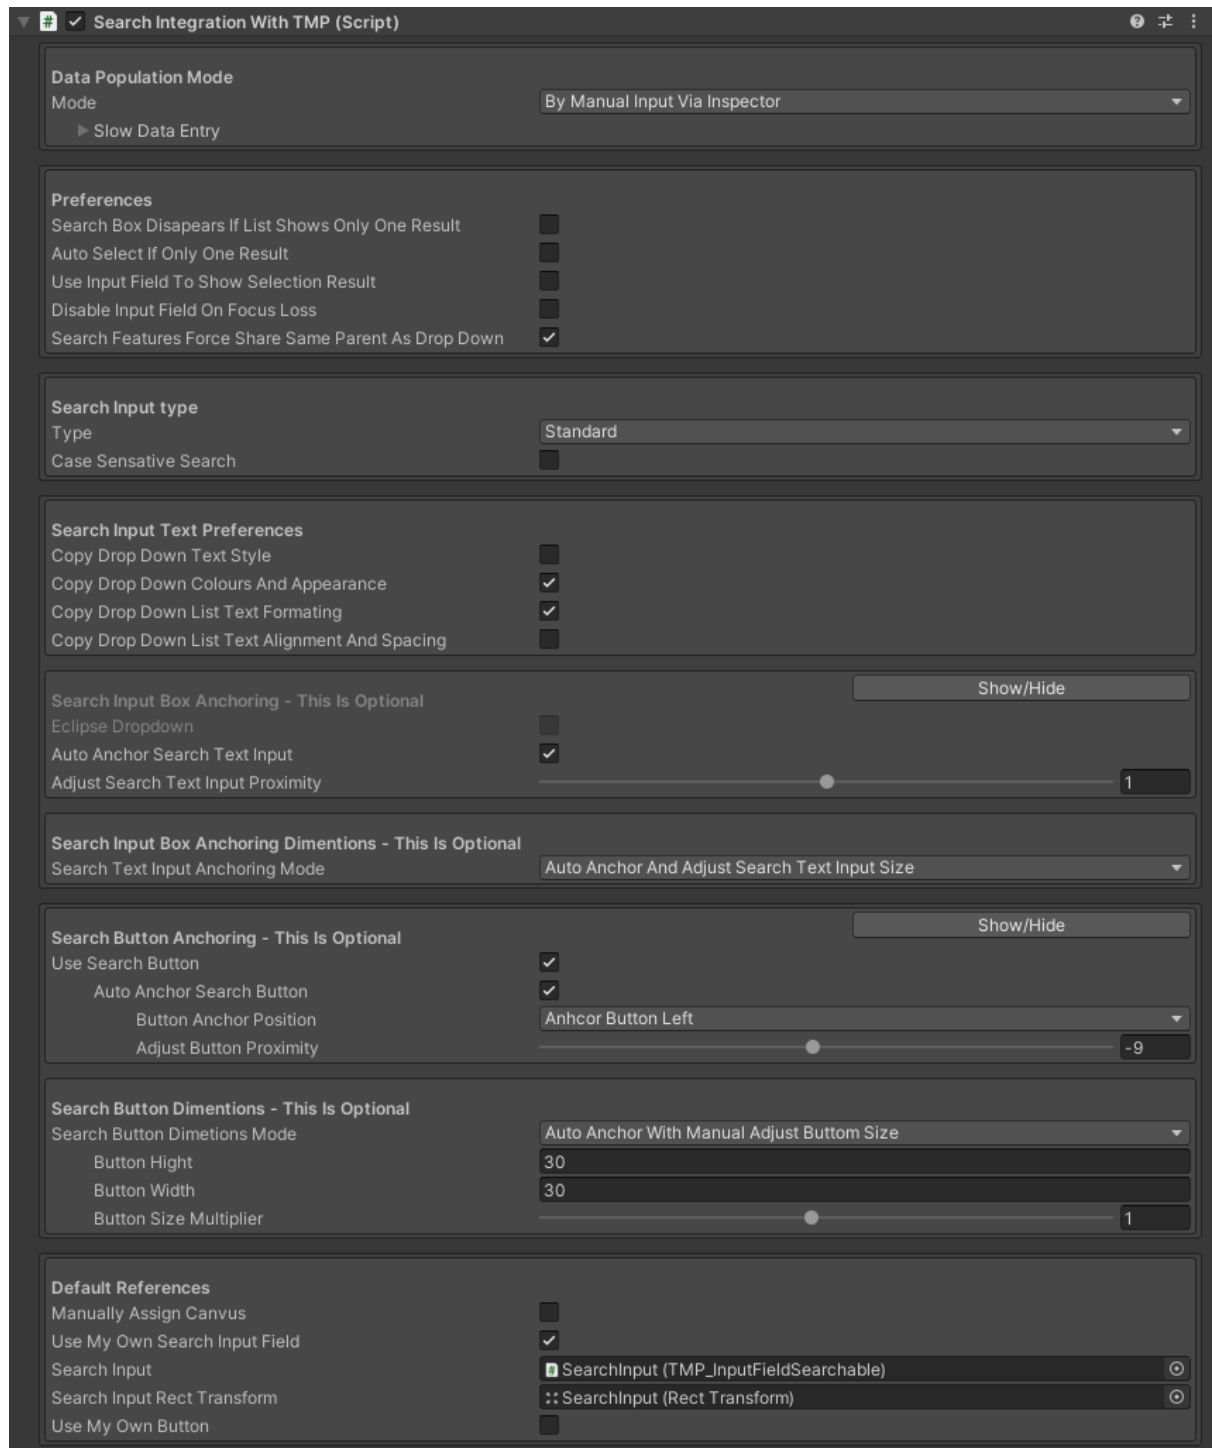 Search Integration With TMP (Script)
Data Population Mode
Mode By Manual Input Via Inspector
Slow Data Entry
Preferences
Search Box Disapears If List Shows Only One Result
Auto Select If Only One Result
Use Input Field To Show Selection Result
Disable Input Field On Focus Loss
Search Features Force Share Same Parent As Drop Down
Search Input type
Type Standard
Case Sensative Search
Search Input Text Preferences
Copy Drop Down Text Style
Copy Drop Down Colours And Appearance
Copy Drop Down List Text Formating
Copy Drop Down List Text Alignment And Spacing
Show/Hide
Search Input Box Anchoring - This Is Optional
Eclipse Dropdown
Auto Anchor Search Text Input
Adjust Search Text Input Proximity 1
Search Input Box Anchoring Dimentions - This Is Optional
Search Text Input Anchoring Mode Auto Anchor And Adjust Search Text Input Size
Show/Hide
Search Button Anchoring - This Is Optional
Use Search Button
Auto Anchor Search Button
Button Anchor Position Anhcor Button Left
Adjust Button Proximity -9
Search Button Dimentions - This Is Optional
Search Button Dimetions Mode Auto Anchor With Manual Adjust Buttom Size
Button Hight 30
Button Width 30
Button Size Multiplier 1
Default References
Manually Assign Canvus
Use My Own Search Input Field
Search Input SearchInput (TMP_InputFieldSearchable)
Search Input Rect Transform SearchInput (Rect Transform)
Use My Own Button